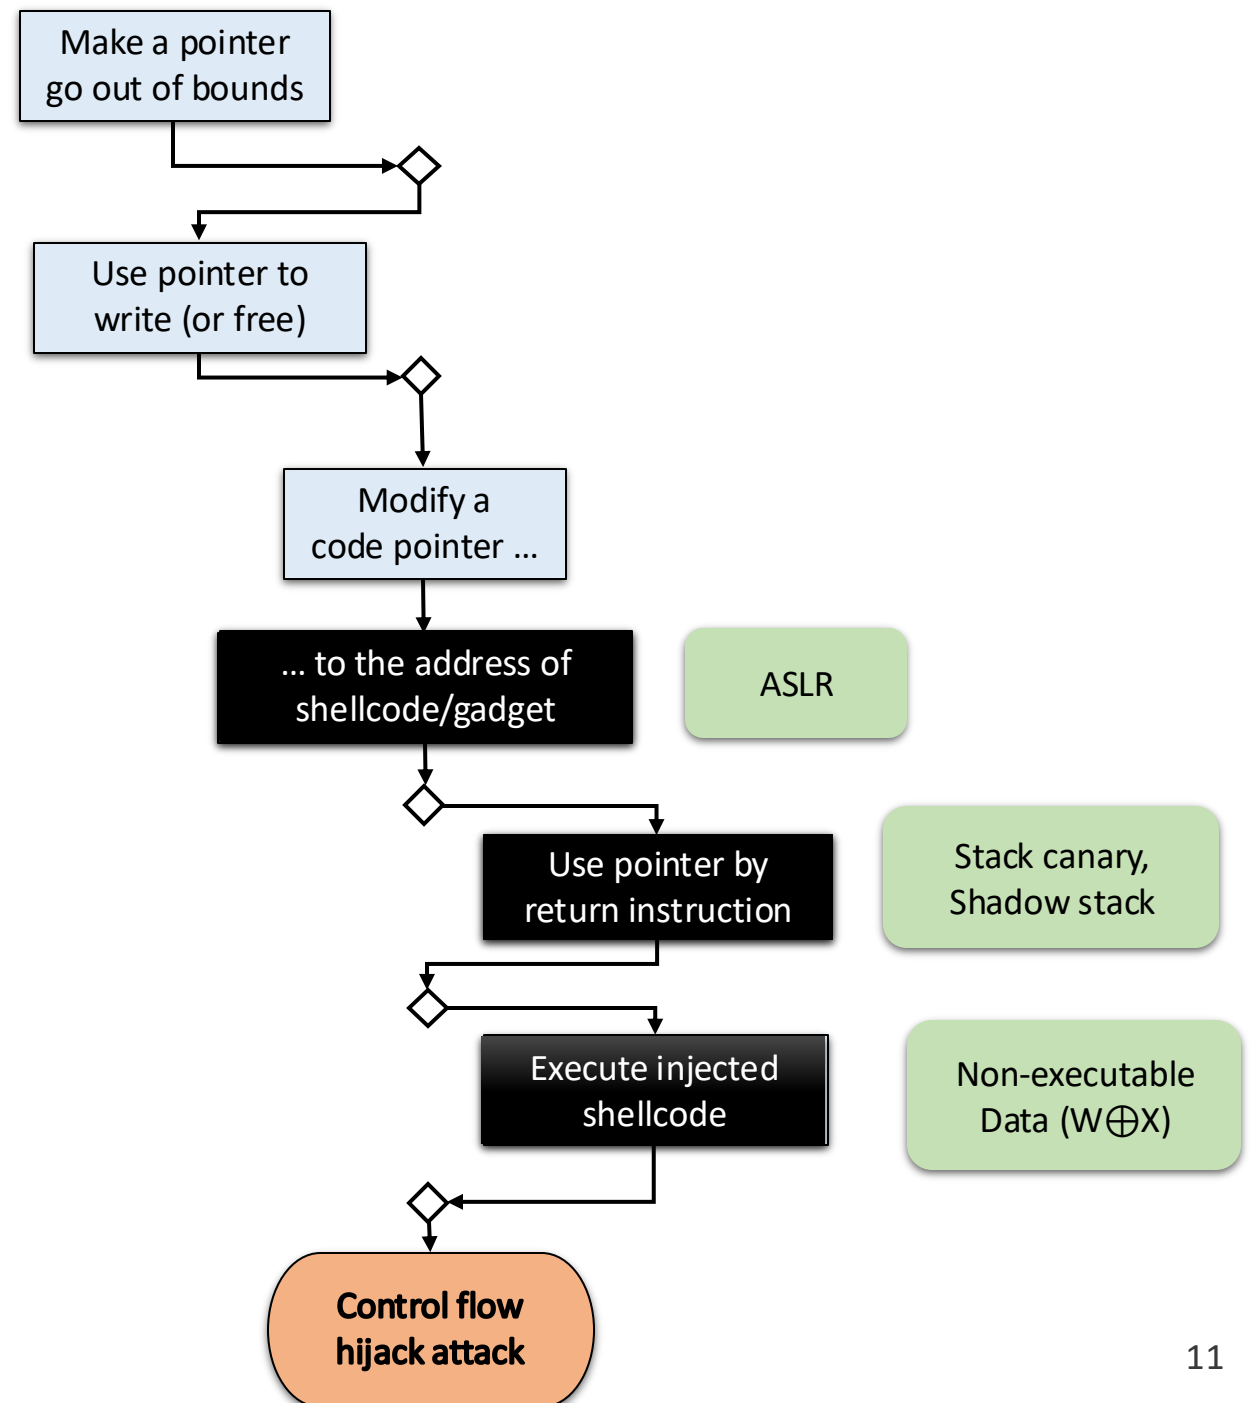 Make a pointer
go out of bounds
Use pointer to
write (or free)
Modify a
code pointer …
… to the address of
shellcode/gadget
ASLR
Use pointer by
return instruction
Stack canary,
Shadow stack
Execute injected
shellcode
Non-executable
Data (W⨁X)
Control flow
hijack attack
11